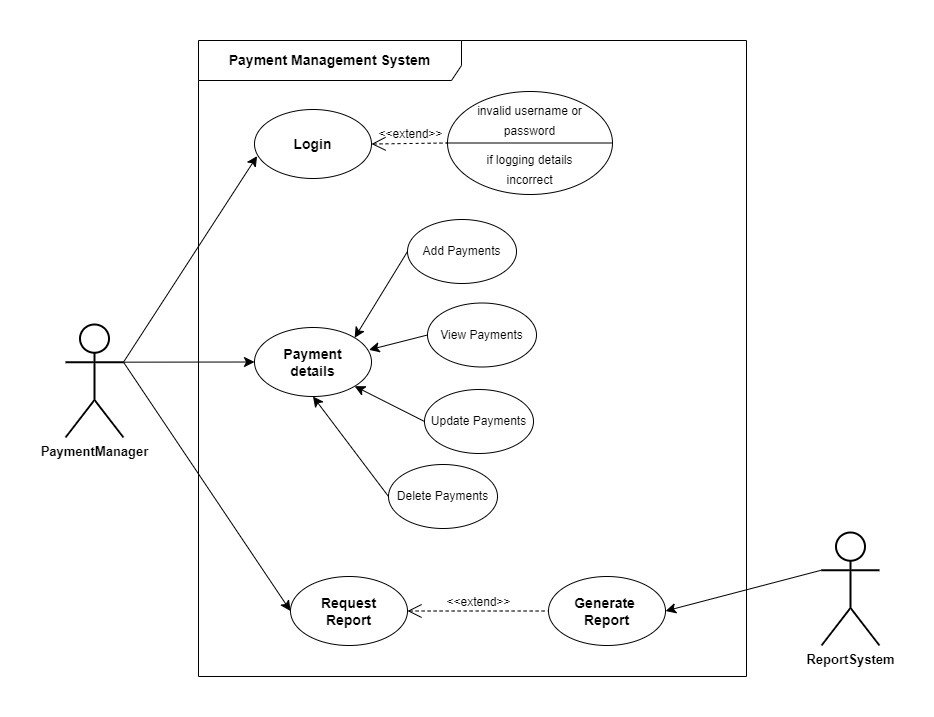 Payment Management System
Login
<<extend>>
invalid username or
password
if logging details
incorrect
Add Payments
View Payments
Payment
details
Update Payments
Delete Payments
PaymentManager
Request
Report
<<extend>>
Generate
Report
ReportSystem